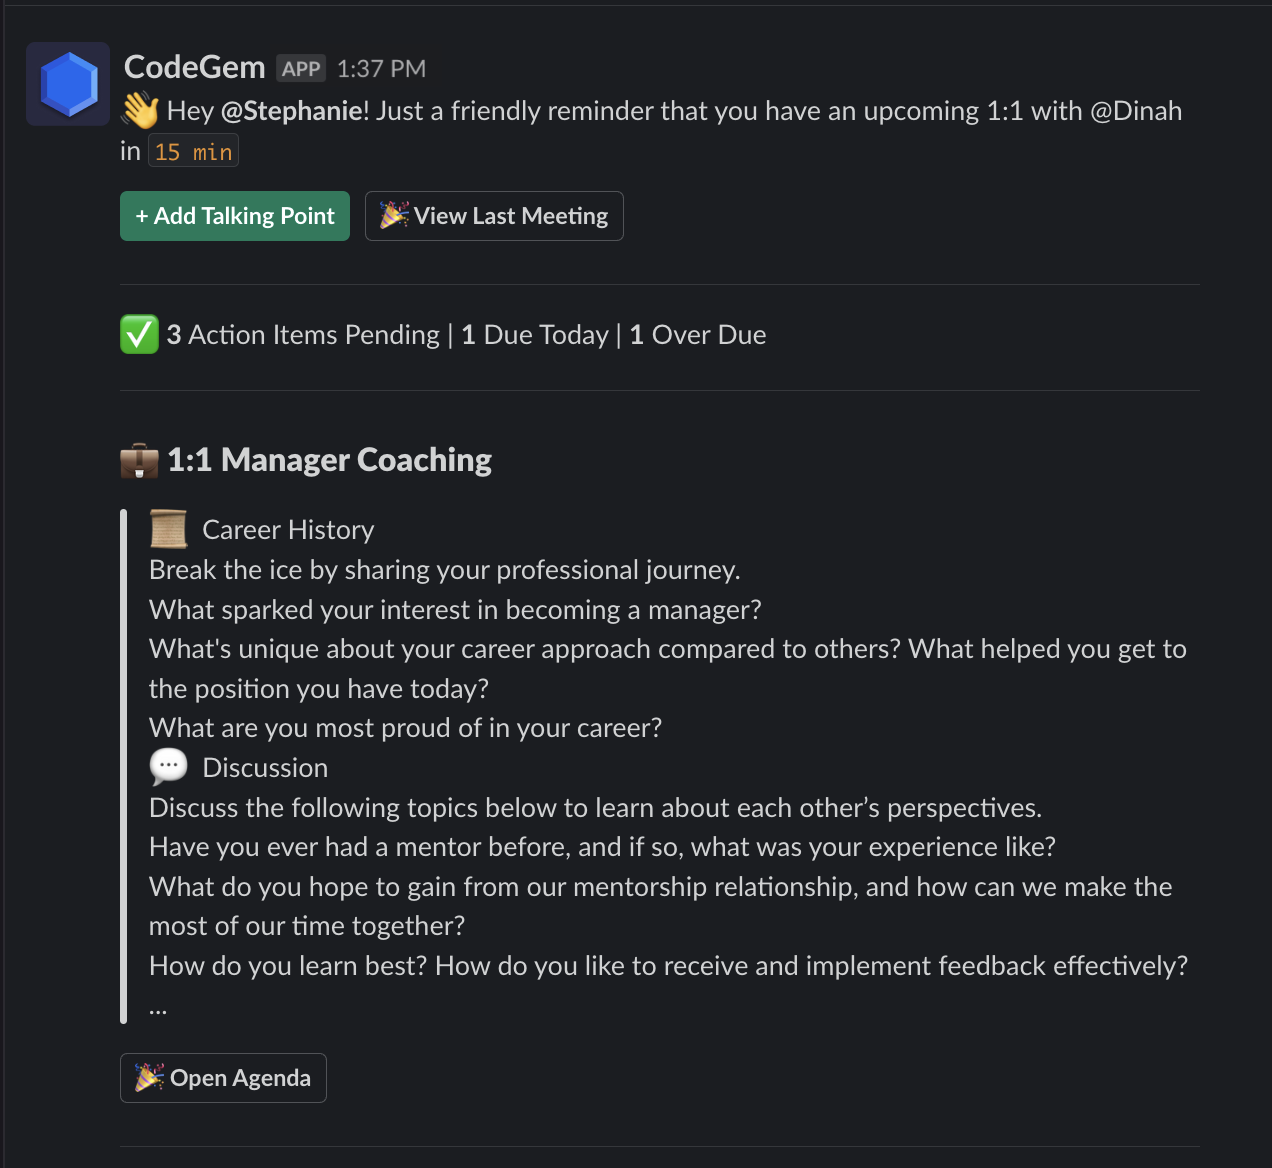 CodeGem APP 1:37 PM
👋 Hey @Stephanie! Just a friendly reminder that you have an upcoming 1:1 with @Dinah
in 15 min
+ Add Talking Point 🎉 View Last Meeting
✅ 3 Action Items Pending | 1 Due Today | 1 Over Due
💼 1:1 Manager Coaching
📜 Career History
Break the ice by sharing your professional journey.
What sparked your interest in becoming a manager?
What's unique about your career approach compared to others? What helped you get to
the position you have today?
What are you most proud of in your career?
💬 Discussion
Discuss the following topics below to learn about each other’s perspectives.
Have you ever had a mentor before, and if so, what was your experience like?
What do you hope to gain from our mentorship relationship, and how can we make the
most of our time together?
How do you learn best? How do you like to receive and implement feedback effectively?
...
🎉 Open Agenda